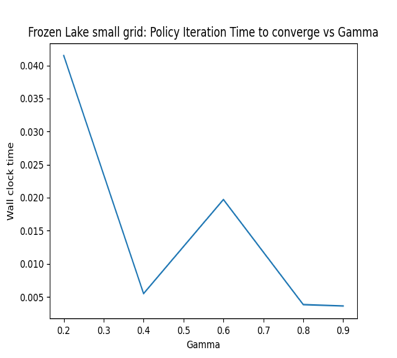 Frozen Lake small grid: Policy Iteration Time to converge vs Gamma
0.040
0.035
0.030
0.025
0.020
0.015
0.010
0.005
Wall clock time
0.2 0.3 0.4 0.5 0.6 0.7 0.8 0.9
Gamma